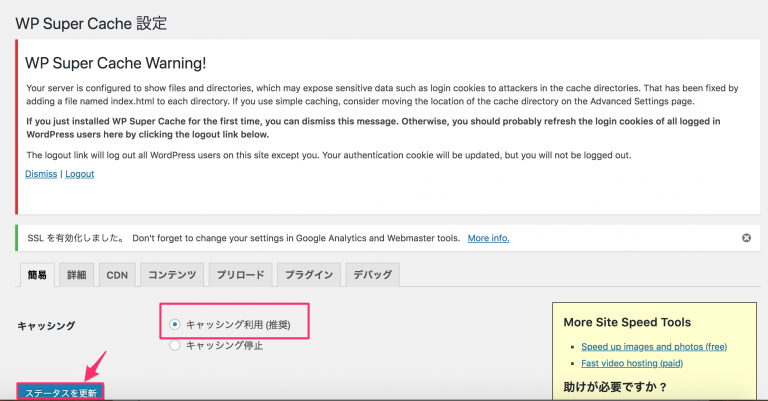 WP Super Cache 設定
WP Super Cache Warning!
Your server is configured to show files and directories, which may expose sensitive data such as login cookies to attackers in the cache directories. That has been fixed by
adding a file named index.html to each directory. If you use simple caching, consider moving the location of the cache directory on the Advanced Settings page.
If you just installed WP Super Cache for the first time, you can dismiss this message. Otherwise, you should probably refresh the login cookies of all logged in
WordPress users here by clicking the logout link below.
The logout link will log out all WordPress users on this site except you. Your authentication cookie will be updated, but you will not be logged out.
Dismiss | Logout
SSL を有効化しました。 Don't forget to change your settings in Google Analytics and Webmaster tools. More info.
簡易 詳細 CDN コンテンツ プリロード プラグイン デバッグ
キャッシング
キャッシング利用 (推奨)
キャッシング停止
ステータスを更新
More Site Speed Tools
Speed up images and photos (free)
Fast video hosting (paid)
助けが必要ですか ?